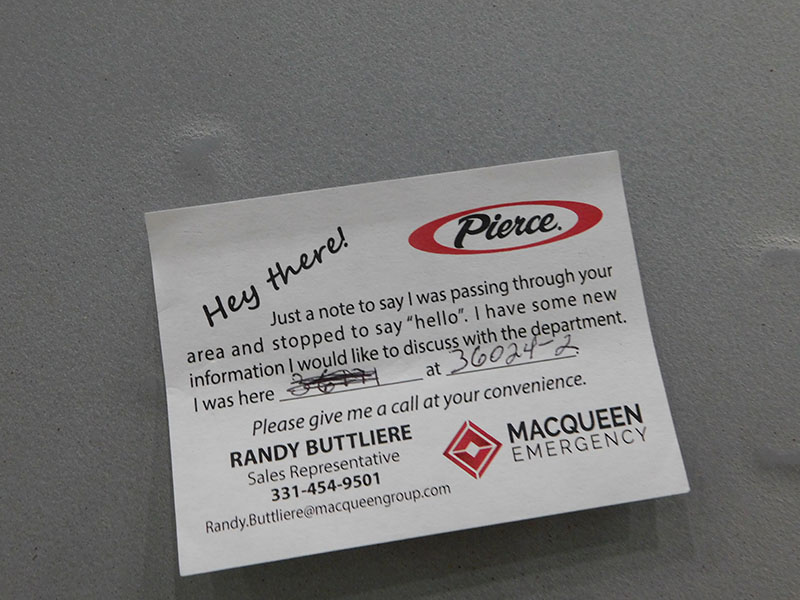 Hey there!
Pierce.
Just a note to say I was passing through your
area and stopped to say "hello". I have some new
information I would like to discuss with the department.
I was here at 36024-2
Please give me a call at your convenience.
RANDY BUTTLIERE
Sales Representative
331-454-9501
Randy.Buttliere@macqueengroup.com
MACQUEEN
EMERGENCY